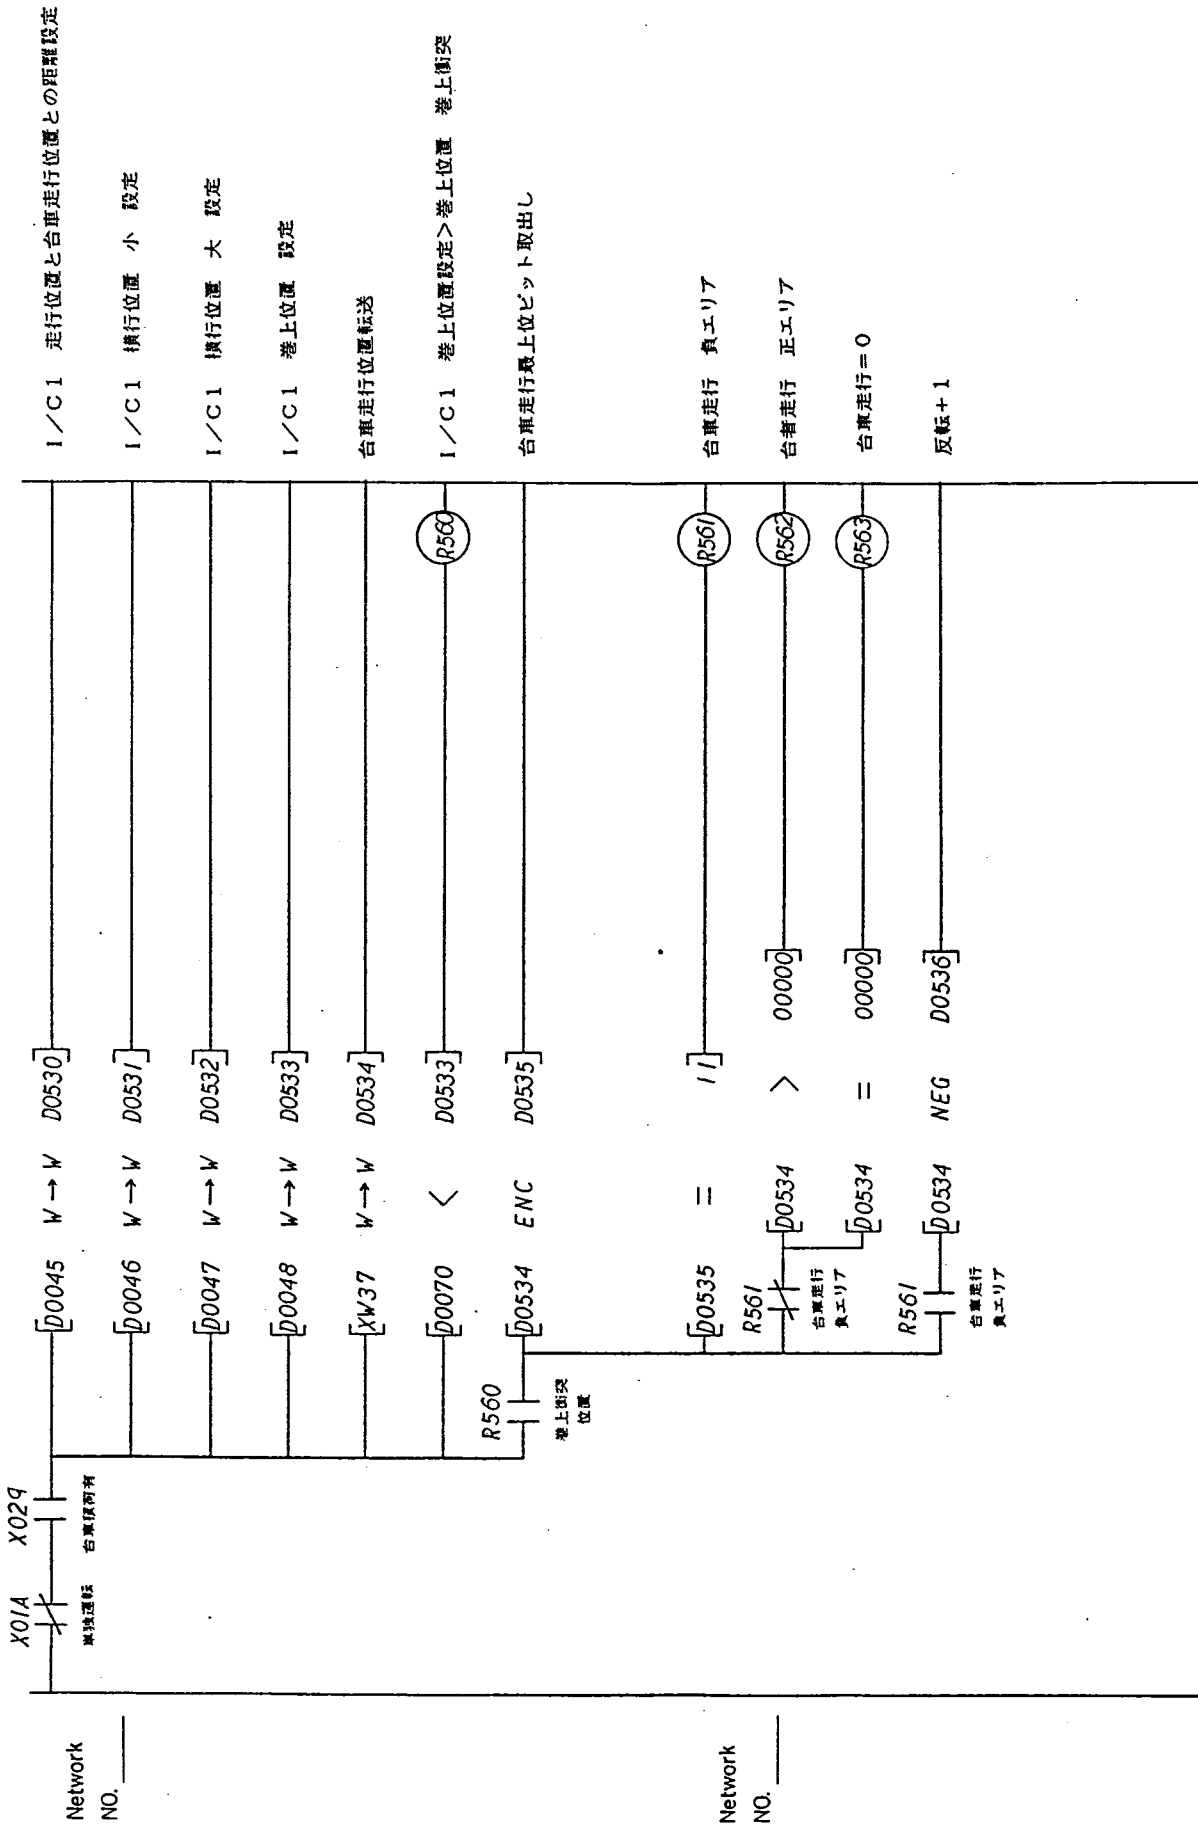 Network
NO.
X01A
単独運転
X029
台車積荷有
[D0045 W→W D0530] I/C1 走行位置と台車走行位置との距離設定
[D0046 W→W D0531] I/C1 横行位置 小 設定
[D0047 W→W D0532] I/C1 横行位置 大 設定
[D0048 W→W D0533] I/C1 巻上位置 設定
[XW37 W→W D0534] 台車走行位置転送
[D0070 < D0533] R560 I/C1 巻上位置設定>巻上位置 巻上衝突
R560
巻上衝突
位置
[D0534 ENC D0535] 台車走行最上位ビット取出し
Network
NO.
[D0535 = 11] R561 台車走行 負エリア
R561
台車走行
負エリア
[D0534 > 00000] R562 台者走行 正エリア
[D0534 = 00000] R563 台車走行=0
R561
台車走行
負エリア
[D0534 NEG D0536] 反転+1